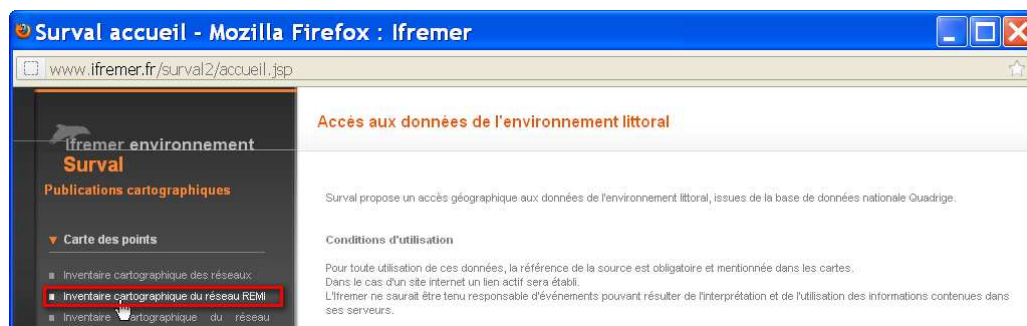 Surval accueil - Mozilla Firefox : Ifremer
www.ifremer.fr/surval2/accueil.jsp
Ifremer environnement
Surval
Publications cartographiques
Carte des points
Inventaire cartographique des réseaux
Inventaire cartographique du réseau REMI
Inventaire cartographique du réseau
Accès aux données de l'environnement littoral
Surval propose un accès géographique aux données de l'environnement littoral, issues de la base de données nationale Quadrige.
Conditions d'utilisation
Pour toute utilisation de ces données, la référence de la source est obligatoire et mentionnée dans les cartes.
Dans le cas d'un site internet un lien actif sera établi.
L'Ifremer ne saurait être tenu responsable d'événements pouvant résulter de l'interprétation et de l'utilisation des informations contenues dans
ses serveurs.